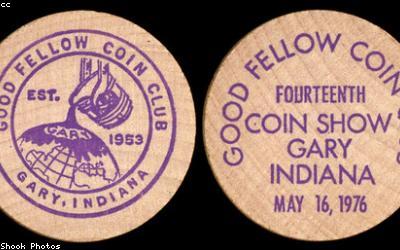 cc
GOOD FELLOW COIN CLUB
EST.
1953
GARY
GARY, INDIANA
GOOD FELLOW COIN
FOURTEENTH
COIN SHOW
GARY
INDIANA
MAY 16, 1976
Shook Photos